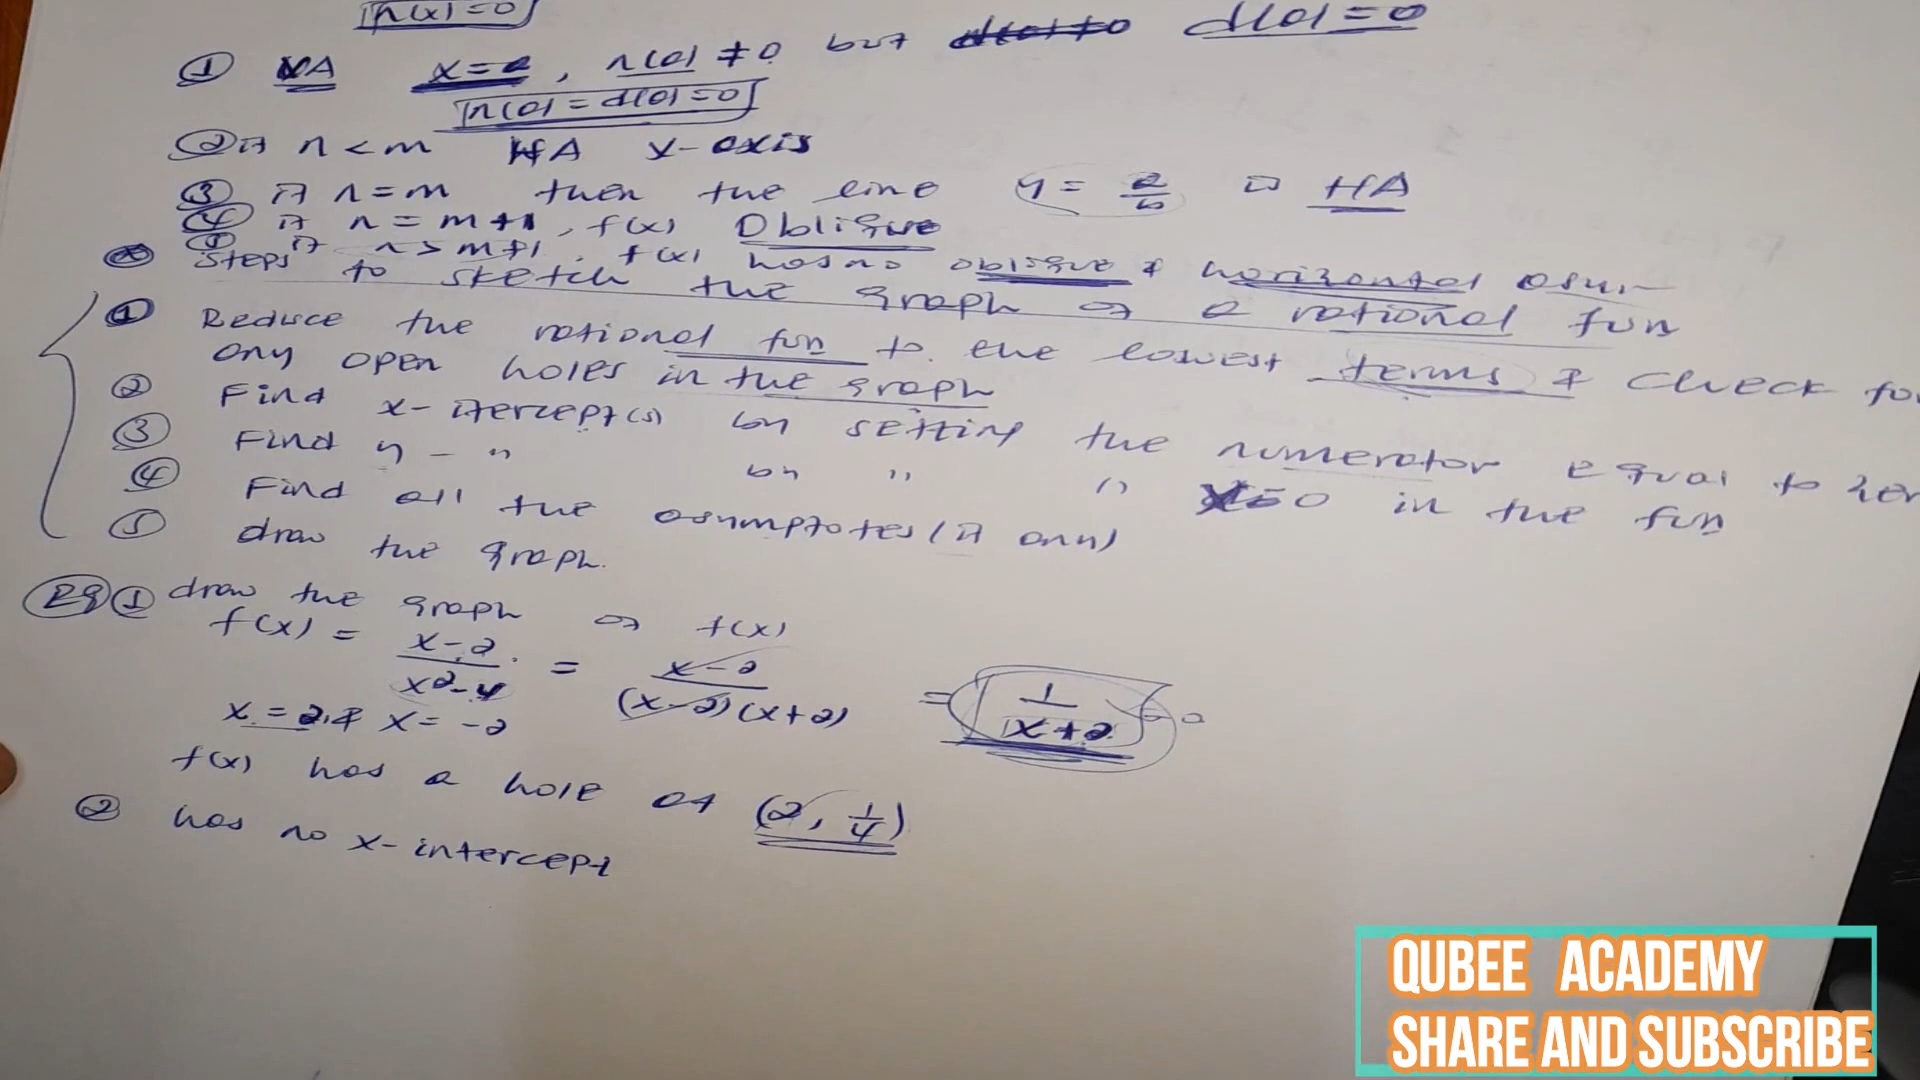 n(x)=0
① VA x=a, n(a) ≠ 0 but d(a)=0
n(a)=d(a)=0
② if n<m HA x-axis
③ if n=m then the line y = a/b is HA
④ if n=m+1, f(x) Oblique
⑤ if n>m+1, f(x) has no oblique & horizontal asym
* Steps to sketch the graph of a rational fun
① Reduce the rational fun to the lowest terms & check for
any open holes in the graph
② Find x-itercept(s) by setting the numerator equal to zer
③ Find y - " by " " x=0 in the fun
④ Find all the asymptotes (if any)
⑤ draw the graph.
Eg ① draw the graph of f(x)
f(x) = x-2/x²-4 = x-2/(x-2)(x+2) = 1/x+2 = 0
x = 2 & x = -2
f(x) has a hole at (2, 1/4)
② has no x-intercept
QUBEE ACADEMY
SHARE AND SUBSCRIBE